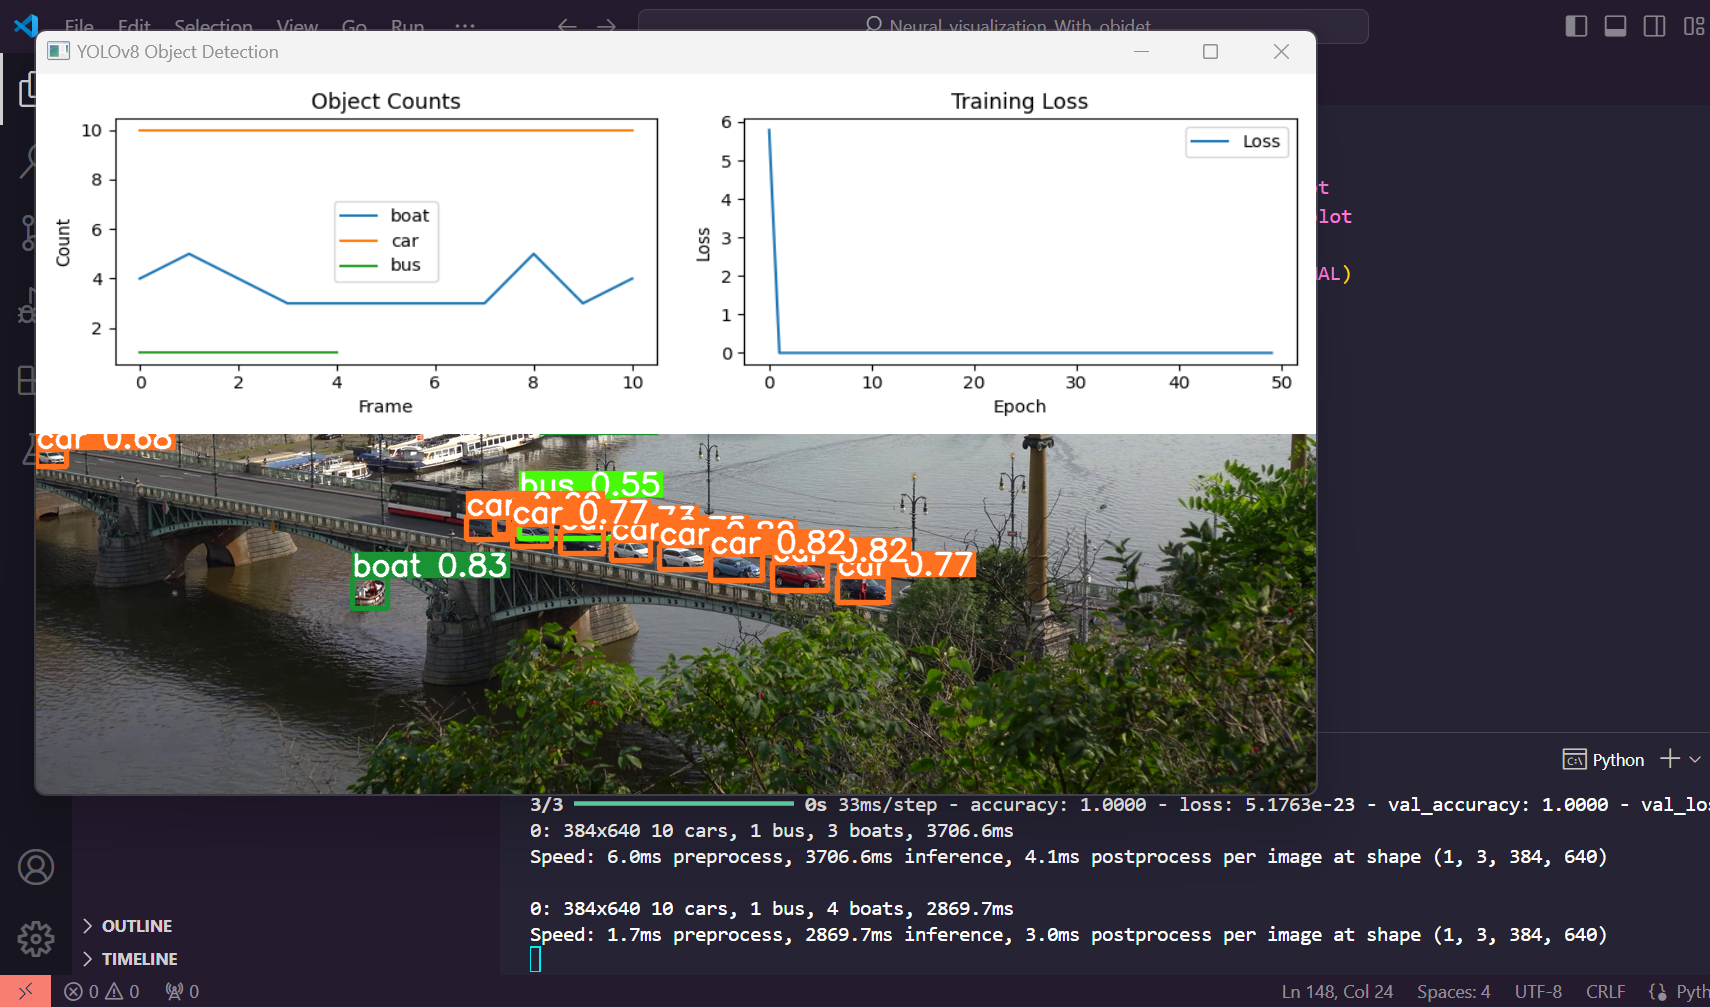 File Edit Selection View Go Run ...
Neural_visualization_With_objdet
YOLOv8 Object Detection
Object Counts
10
8
6
4
2
Count
boat
car
bus
0 2 4 6 8 10
Frame
Training Loss
6
5
4
3
2
1
0
Loss
Loss
0 10 20 30 40 50
Epoch
t
lot
AL)
car 0.68
bus 0.55
car
car 0.77
car
car
car 0.82
car 0.82
car 0.77
boat 0.83
Python
3/3 0s 33ms/step - accuracy: 1.0000 - loss: 5.1763e-23 - val_accuracy: 1.0000 - val_los
0: 384x640 10 cars, 1 bus, 3 boats, 3706.6ms
Speed: 6.0ms preprocess, 3706.6ms inference, 4.1ms postprocess per image at shape (1, 3, 384, 640)
0: 384x640 10 cars, 1 bus, 4 boats, 2869.7ms
Speed: 1.7ms preprocess, 2869.7ms inference, 3.0ms postprocess per image at shape (1, 3, 384, 640)
OUTLINE
TIMELINE
0 0 0
Ln 148, Col 24 Spaces: 4 UTF-8 CRLF Pyth